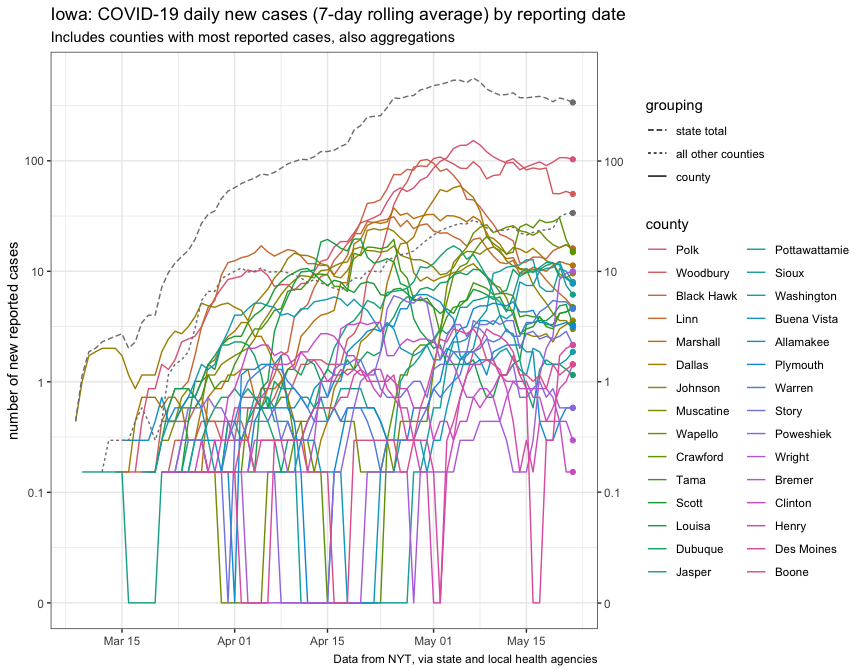 Iowa: COVID-19 daily new cases (7-day rolling average) by reporting date
Includes counties with most reported cases, also aggregations
number of new reported cases
100
10
1
0.1
0
100
10
1
0.1
0
Mar 15
Apr 01
Apr 15
May 01
May 15
Data from NYT, via state and local health agencies
grouping
state total
all other counties
county
county
Polk
Woodbury
Black Hawk
Linn
Marshall
Dallas
Johnson
Muscatine
Wapello
Crawford
Tama
Scott
Louisa
Dubuque
Jasper
Pottawattamie
Sioux
Washington
Buena Vista
Allamakee
Plymouth
Warren
Story
Poweshiek
Wright
Bremer
Clinton
Henry
Des Moines
Boone